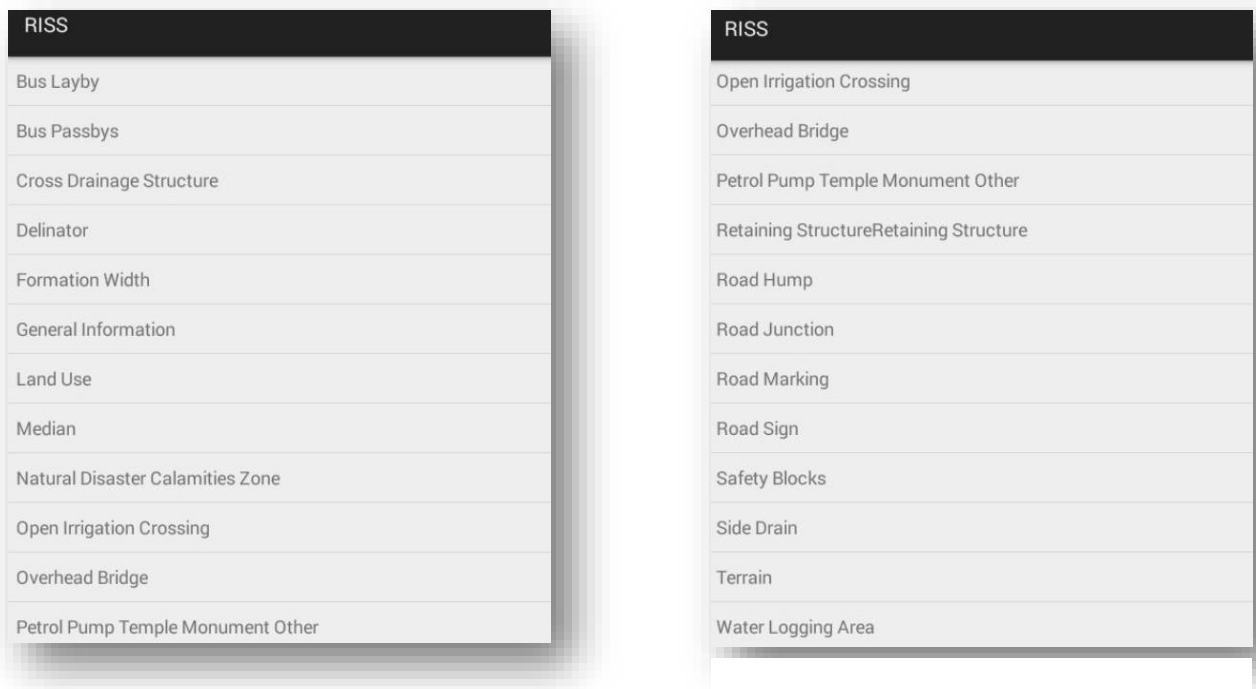 RISS
Bus Layby
Bus Passbys
Cross Drainage Structure
Delinator
Formation Width
General Information
Land Use
Median
Natural Disaster Calamities Zone
Open Irrigation Crossing
Overhead Bridge
Petrol Pump Temple Monument Other
RISS
Open Irrigation Crossing
Overhead Bridge
Petrol Pump Temple Monument Other
Retaining StructureRetaining Structure
Road Hump
Road Junction
Road Marking
Road Sign
Safety Blocks
Side Drain
Terrain
Water Logging Area